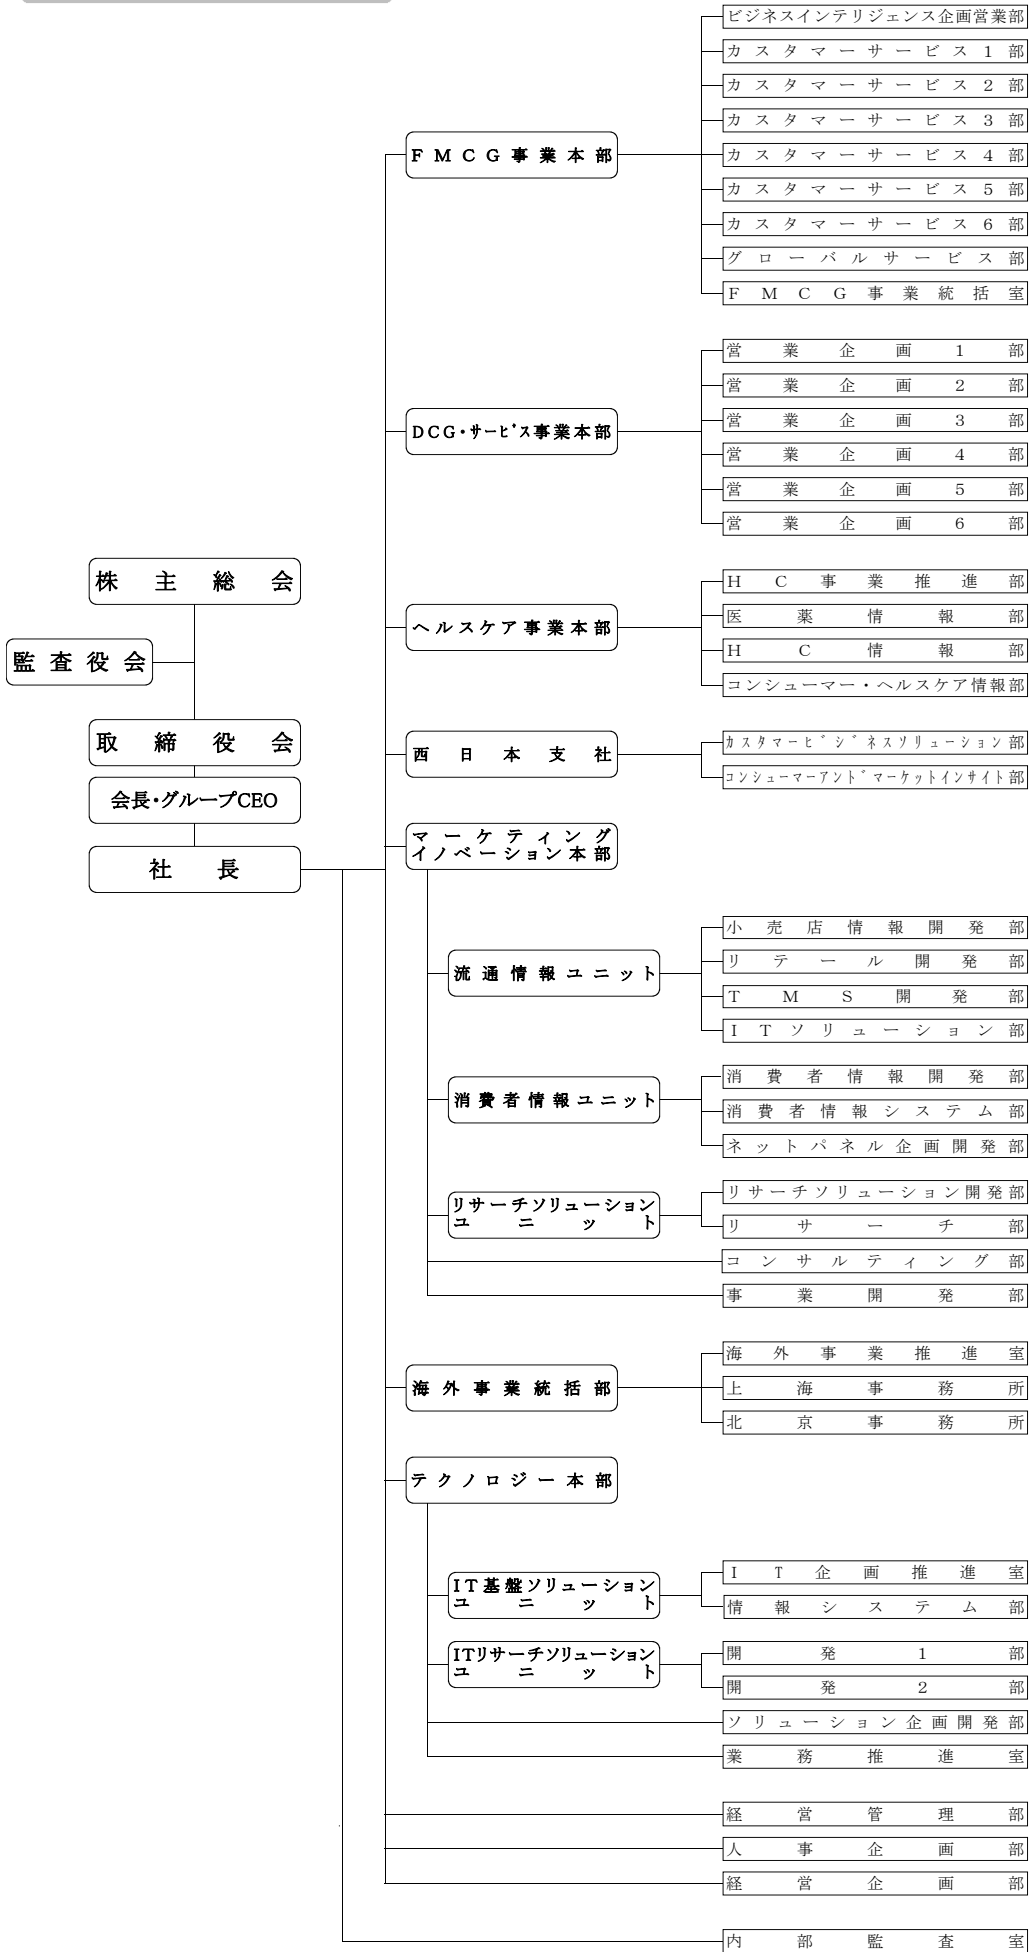 株主総会
監査役会
取締役会
会長・グループCEO
社長
FMCG事業本部
ビジネスインテリジェンス企画営業部
カスタマーサービス1部
カスタマーサービス2部
カスタマーサービス3部
カスタマーサービス4部
カスタマーサービス5部
カスタマーサービス6部
グローバルサービス部
FMCG事業統括室
DCG・サービス事業本部
営業企画1部
営業企画2部
営業企画3部
営業企画4部
営業企画5部
営業企画6部
ヘルスケア事業本部
HC事業推進部
医薬情報部
HC情報部
コンシューマー・ヘルスケア情報部
西日本支社
カスタマービジネスソリューション部
コンシューマーアンドマーケットインサイト部
マーケティング
イノベーション本部
流通情報ユニット
小売店情報開発部
リテール開発部
TMS開発部
ITソリューション部
消費者情報ユニット
消費者情報開発部
消費者情報システム部
ネットパネル企画開発部
リサーチソリューション
ユニット
リサーチソリューション開発部
リサーチ部
コンサルティング部
事業開発部
海外事業統括部
海外事業推進室
上海事務所
北京事務所
テクノロジー本部
IT基盤ソリューション
ユニット
IT企画推進室
情報システム部
ITリサーチソリューション
ユニット
開発1部
開発2部
ソリューション企画開発部
業務推進室
経営管理部
人事企画部
経営企画部
内部監査室